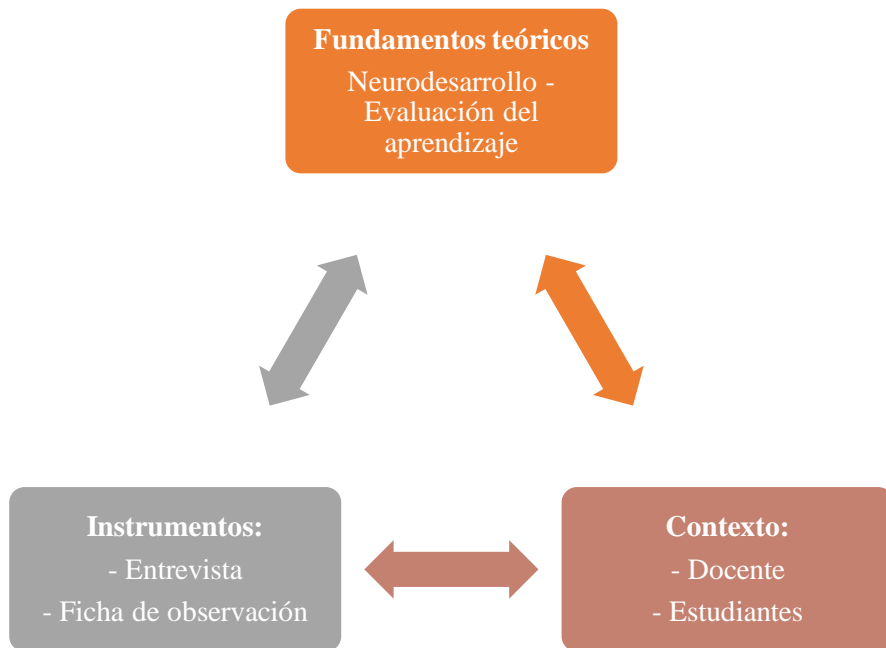 Fundamentos teóricos
Neurodesarrollo -
Evaluación del
aprendizaje
Instrumentos:
- Entrevista
- Ficha de observación
Contexto:
- Docente
- Estudiantes